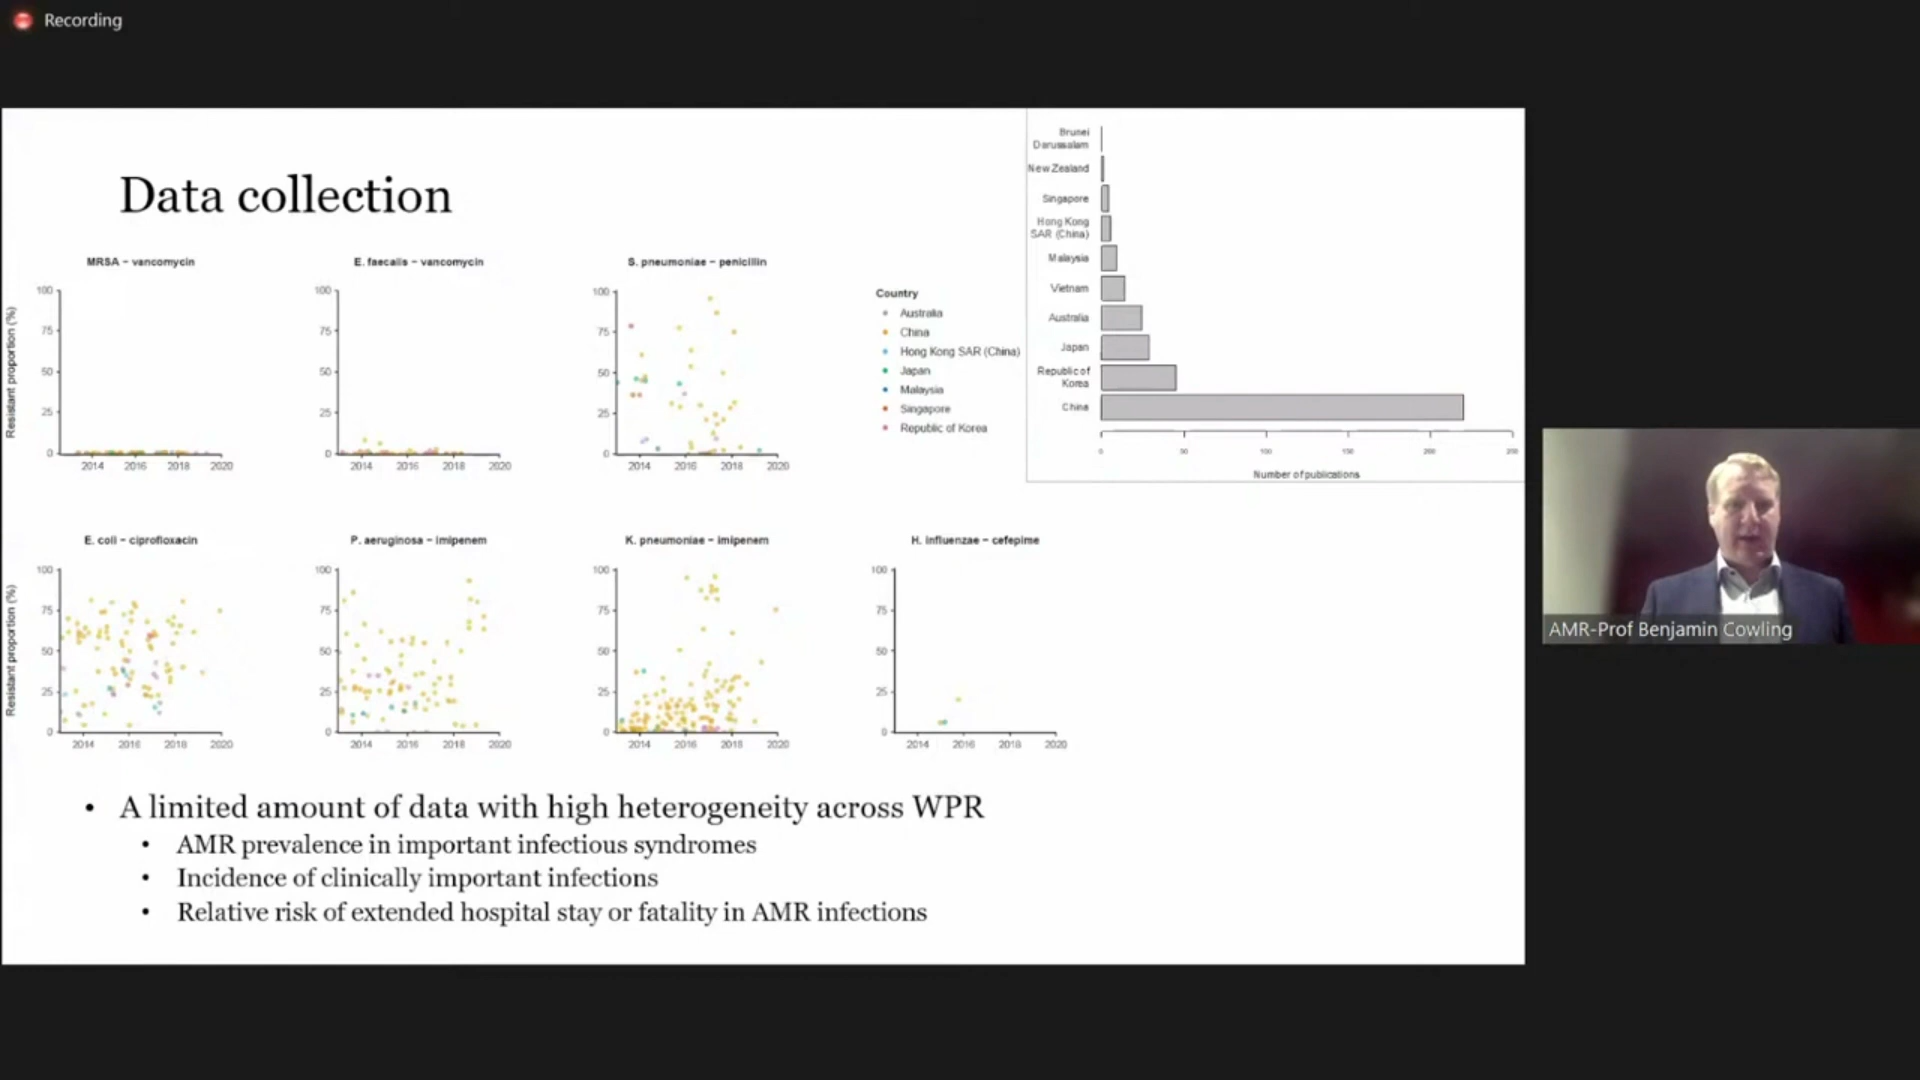 Recording
Data collection
MRSA – vancomycin
E. faecalis – vancomycin
S. pneumoniae – penicillin
Resistant proportion (%)
100
75
50
25
0
2014 2016 2018 2020
100
75
50
25
0
2014 2016 2018 2020
100
75
50
25
0
2014 2016 2018 2020
Country
Australia
China
Hong Kong SAR (China)
Japan
Malaysia
Singapore
Republic of Korea
Brunei
Darussalam
New Zealand
Singapore
Hong Kong
SAR (China)
Malaysia
Vietnam
Australia
Japan
Republic of
Korea
China
0 50 100 150 200 250
Number of publications
E. coli – ciprofloxacin
P. aeruginosa – imipenem
K. pneumoniae – imipenem
H. influenzae – cefepime
Resistant proportion (%)
100
75
50
25
0
2014 2016 2018 2020
100
75
50
25
0
2014 2016 2018 2020
100
75
50
25
0
2014 2016 2018 2020
100
75
50
25
0
2014 2016 2018 2020
• A limited amount of data with high heterogeneity across WPR
• AMR prevalence in important infectious syndromes
• Incidence of clinically important infections
• Relative risk of extended hospital stay or fatality in AMR infections
AMR-Prof Benjamin Cowling